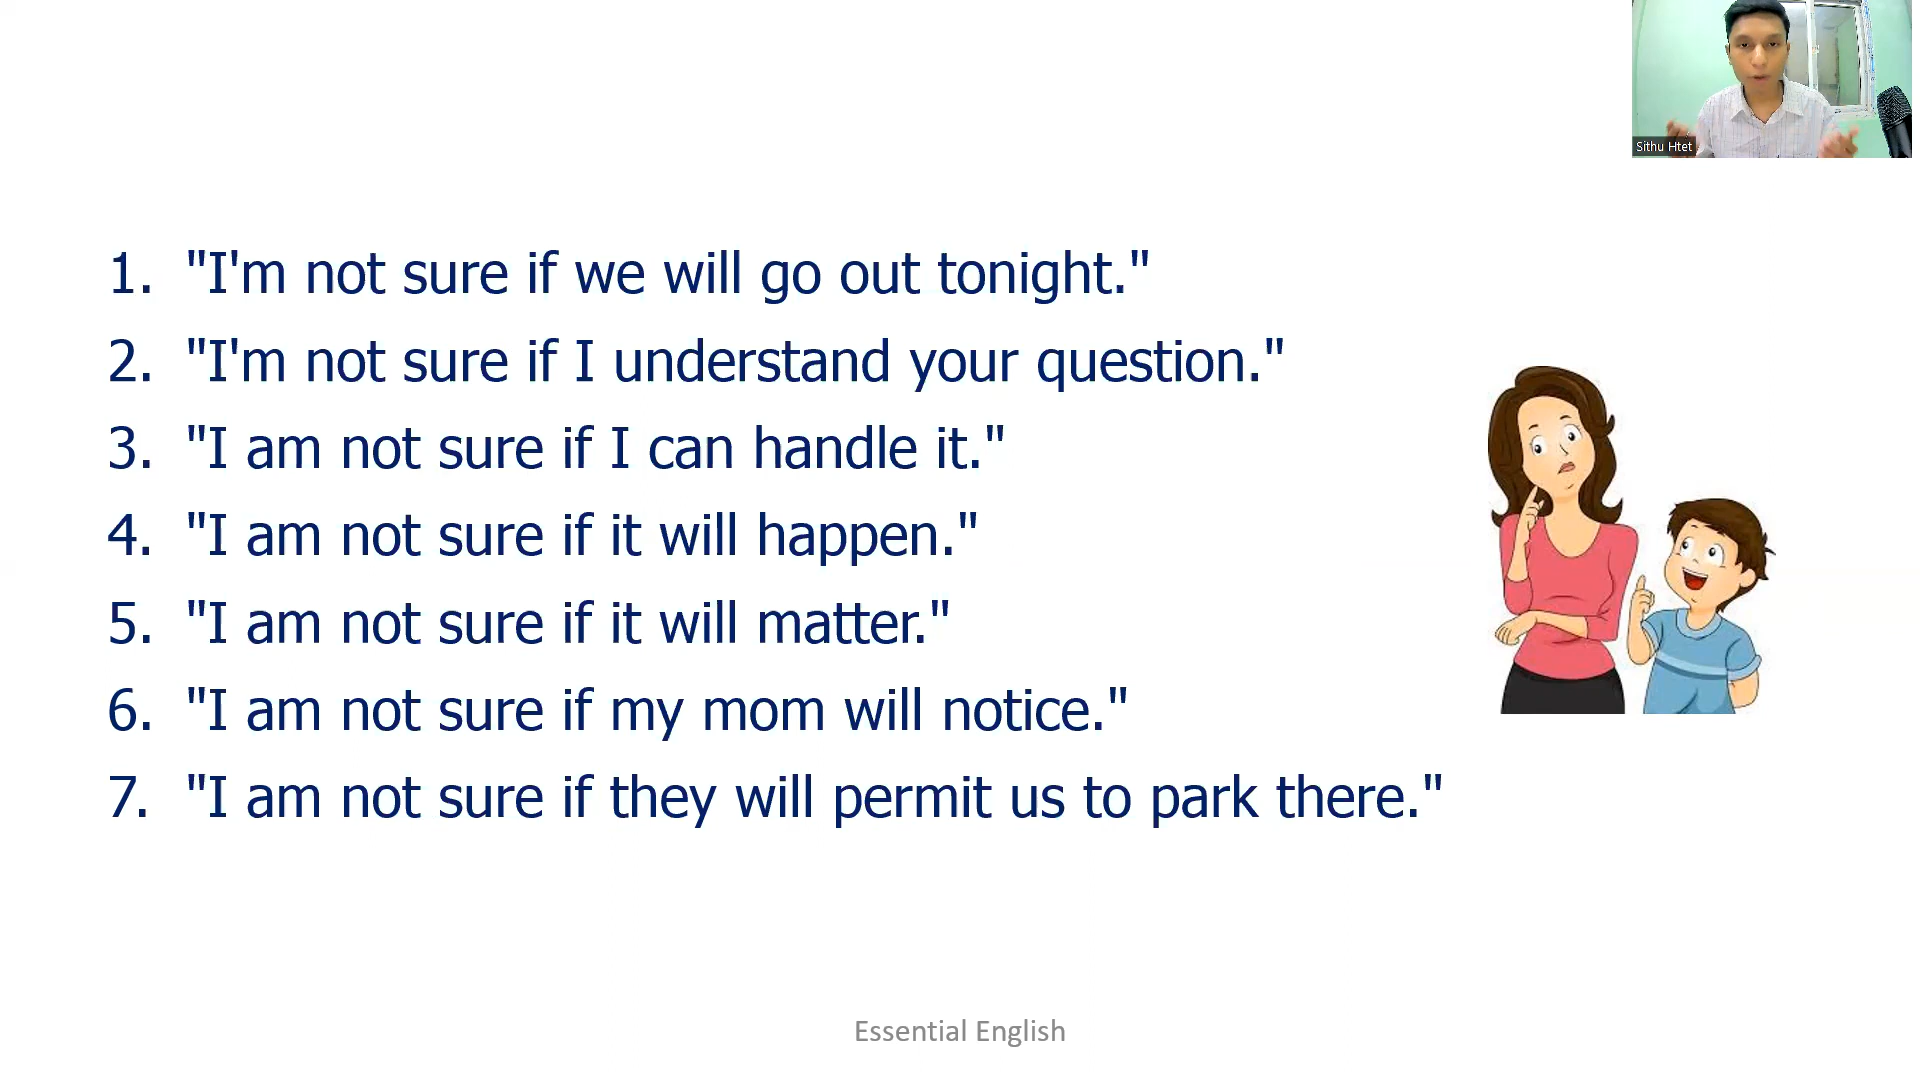 Sithu Htet
1. "I'm not sure if we will go out tonight."
2. "I'm not sure if I understand your question."
3. "I am not sure if I can handle it."
4. "I am not sure if it will happen."
5. "I am not sure if it will matter."
6. "I am not sure if my mom will notice."
7. "I am not sure if they will permit us to park there."
Essential English